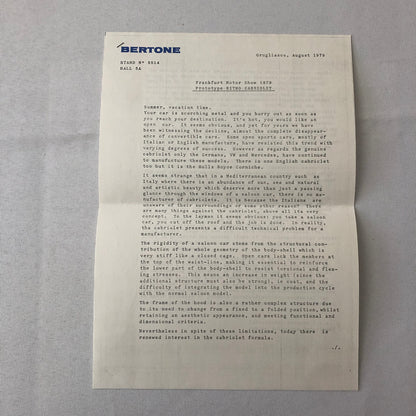 BERTONE
STAND Nº 551A
HALL 5A
Grugliasco, August 1979
Frankfurt Motor Show 1979
Prototype RITMO CABRIOLET
Summer, vacation time.
Your car is scorching metal and you hurry out as soon as
you reach your destination. It's hot, you would like an
open car. It seems obvious, and yet for years we have
been witnessing the decline, almost the complete disappear-
ance of convertible cars. Some open sports cars, mostly of
Italian or English manufacture, have resisted this trend with
varying degrees of success. However as regards the genuine
cabriolet only the Germans, VW and Mercedes, have continued
to manufacture these models. There is one English cabriolet
too but it is the Rolls Royce Corniche.
It seems strange that in a Mediterranean country such as
Italy where there is an abundance of sun, sea and natural
and artistic beauty which deserve more than just a passing
glance through the windows of a saloon car, there is no ma-
nufacturer of cabriolets. It is because the Italians are
unaware of their surroundings or some other reason? There
are many things against the cabriolet, above all its very
concept. To the layman it seems obvious: you take a saloon
car, you cut off the roof and the job is done. In reality,
the cabriolet presents a difficult technical problem for a
manufacturer.
The rigidity of a saloon car stems from the structural con-
tribution of the whole geometry of the body-shell which is
very stiff like a closed cage. Open cars lack the members at
the top of the waist-line, making it essential to reinforce
the lower part of the body-shell to resist torsional and flex-
ing stresses. This means an increase in weight (since the
additional structure must also be strong), in cost, and the
difficulty of integrating the model into the production cycle
with the normal saloon model.
The frame of the hood is also a rather complex structure due
to its need to change from a fixed to a folded position, whilst
retaining an aesthetic appearance, and meeting functional and
dimensional criteria.
Nevertheless in spite of these limitations, today there is
renewed interest in the cabriolet formula.
./.